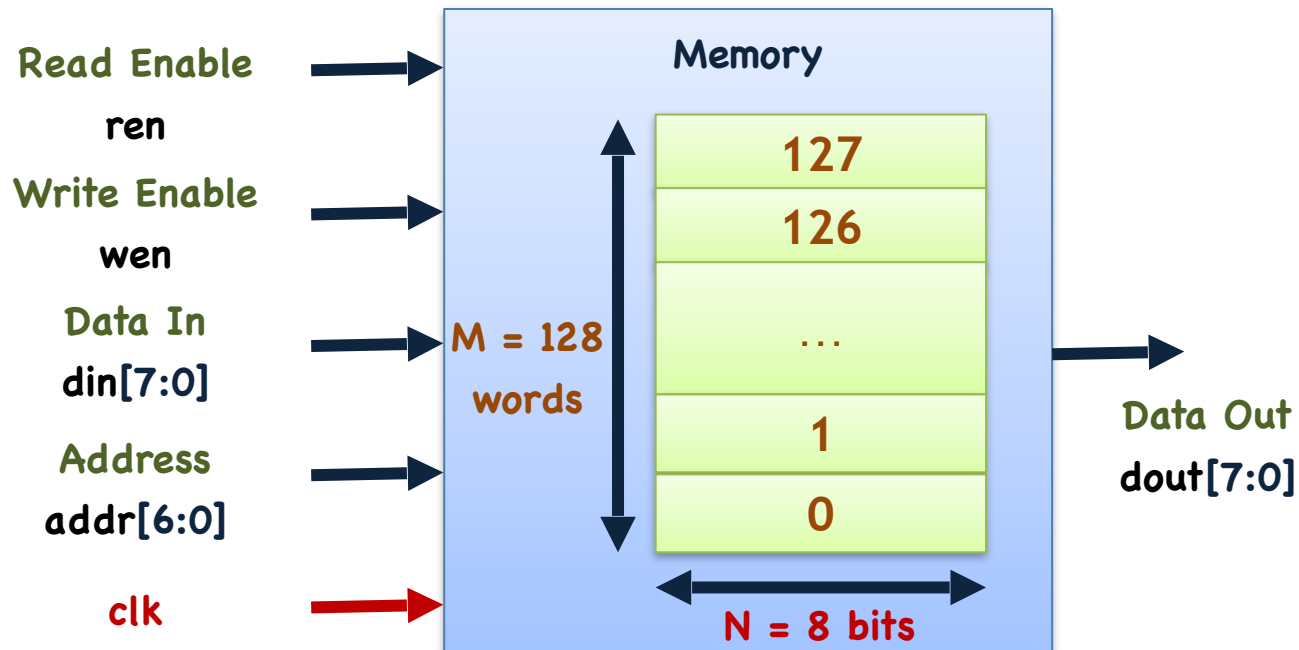 Read Enable
ren
Write Enable
wen
Data In
din[7:0]
Address
addr[6:0]
clk
Memory
M = 128
words
127
126
...
1
0
N = 8 bits
Data Out
dout[7:0]